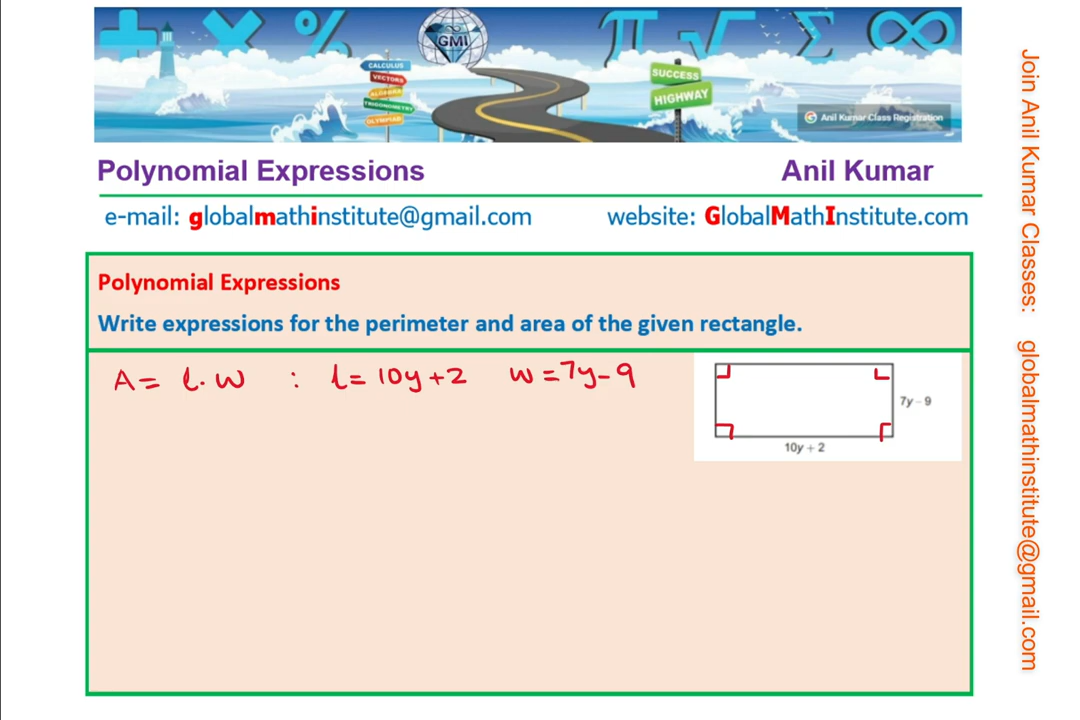 GMI
CALCULUS
VECTORS
ALGEBRA
TRIGONOMETRY
OLYMPIAD
SUCCESS
HIGHWAY
G Anil Kumar Class Registration
Polynomial Expressions Anil Kumar
e-mail: globalmathinstitute@gmail.com website: GlobalMathInstitute.com
Polynomial Expressions
Write expressions for the perimeter and area of the given rectangle.
A = l · w : l = 10y + 2 w = 7y - 9
7y – 9
10y + 2
Join Anil Kumar Classes: globalmathinstitute@gmail.com